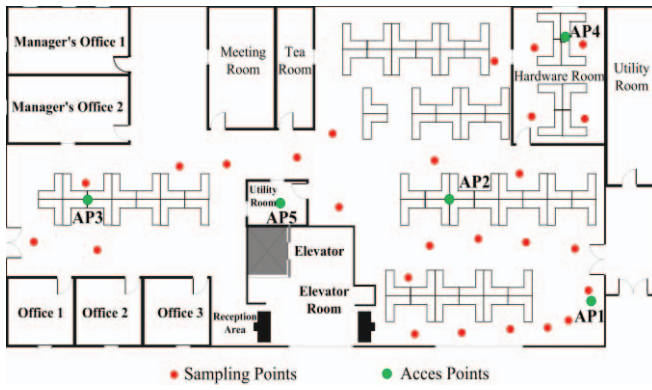 Manager's Office 1
Meeting
Room
Tea
Room
AP4
Hardware Room
Utility
Room
Manager's Office 2
AP3
Utility
Room
AP5
AP2
Elevator
Elevator
Room
Office 1
Office 2
Office 3
Reception
Area
AP1
Sampling Points
Acces Points